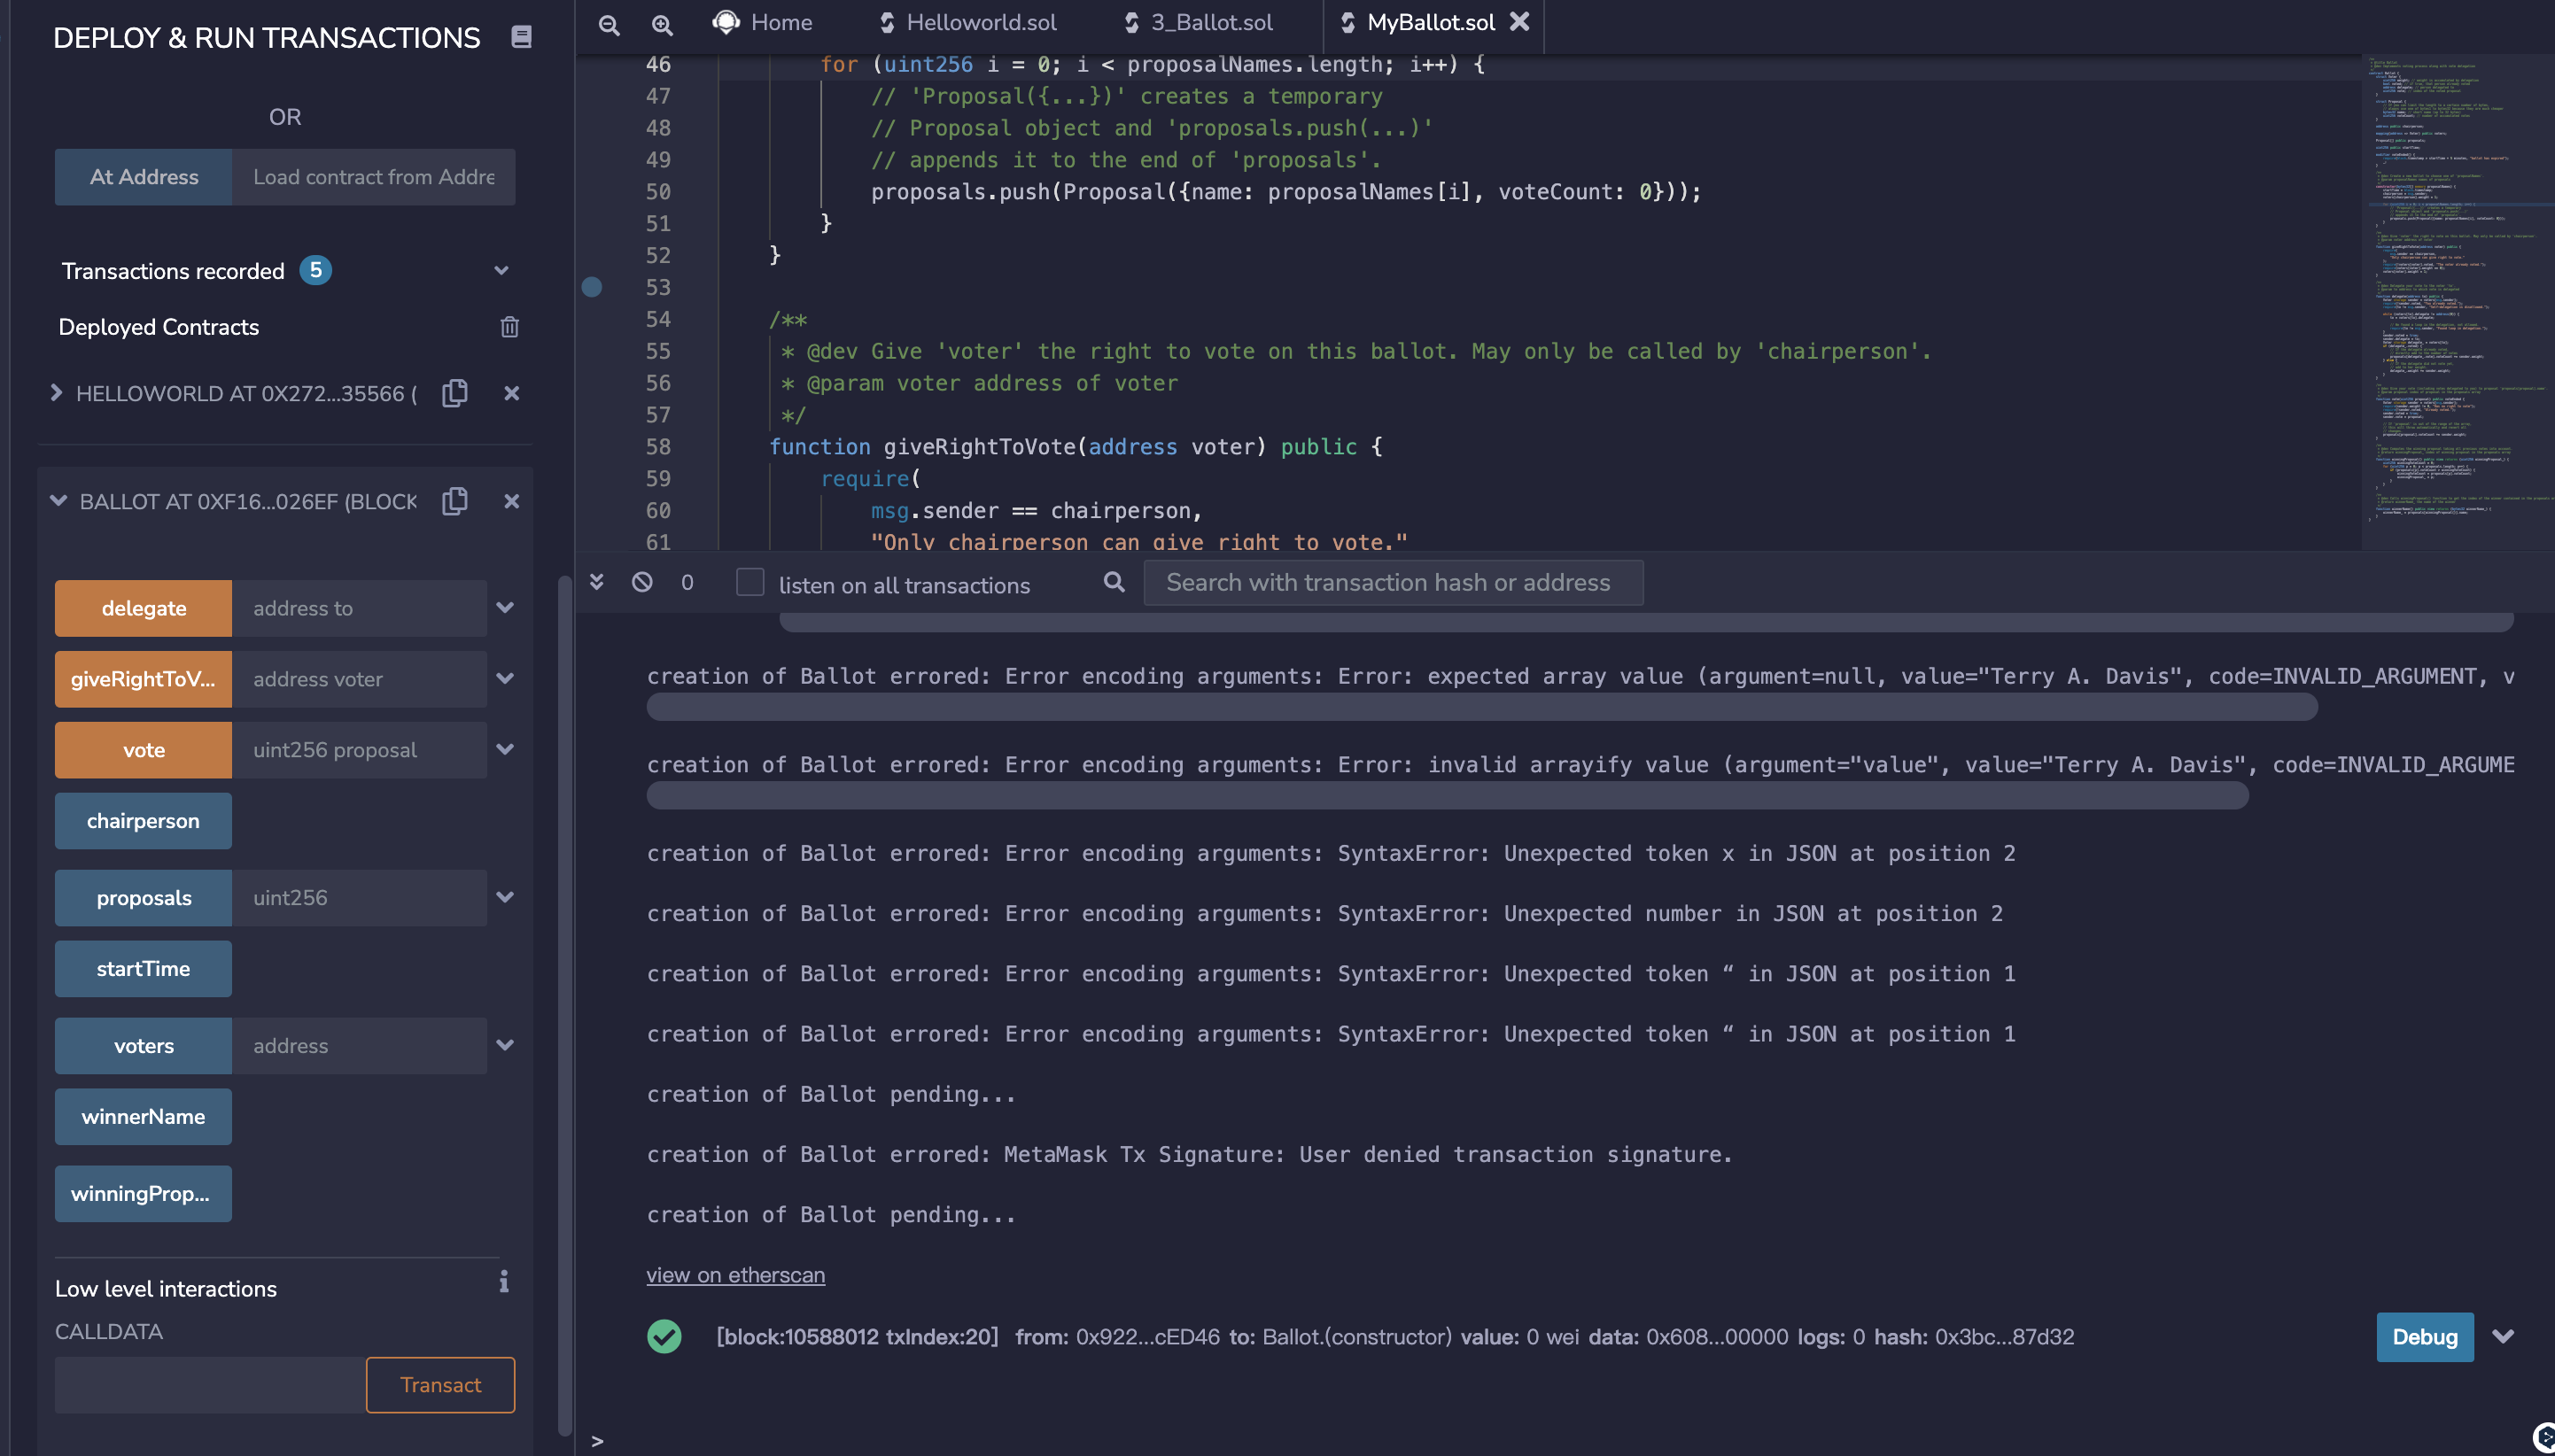 DEPLOY & RUN TRANSACTIONS
OR
At Address
Load contract from Addre
Transactions recorded 5
Deployed Contracts
HELLOWORLD AT 0X272...35566 (
BALLOT AT 0XF16...026EF (BLOCK
delegate
address to
giveRightToV...
address voter
vote
uint256 proposal
chairperson
proposals
uint256
startTime
voters
address
winnerName
winningProp...
Low level interactions
CALLDATA
Transact
Home
Helloworld.sol
3_Ballot.sol
MyBallot.sol
46 for (uint256 i = 0; i < proposalNames.length; i++) {
47 // 'Proposal({...})' creates a temporary
48 // Proposal object and 'proposals.push(...)'
49 // appends it to the end of 'proposals'.
50 proposals.push(Proposal({name: proposalNames[i], voteCount: 0}));
51 }
52 }
53
54 /**
55 * @dev Give 'voter' the right to vote on this ballot. May only be called by 'chairperson'.
56 * @param voter address of voter
57 */
58 function giveRightToVote(address voter) public {
59 require(
60 msg.sender == chairperson,
61 "Only chairperson can give right to vote."
0
listen on all transactions
Search with transaction hash or address
creation of Ballot errored: Error encoding arguments: Error: expected array value (argument=null, value="Terry A. Davis", code=INVALID_ARGUMENT, v
creation of Ballot errored: Error encoding arguments: Error: invalid arrayify value (argument="value", value="Terry A. Davis", code=INVALID_ARGUME
creation of Ballot errored: Error encoding arguments: SyntaxError: Unexpected token x in JSON at position 2
creation of Ballot errored: Error encoding arguments: SyntaxError: Unexpected number in JSON at position 2
creation of Ballot errored: Error encoding arguments: SyntaxError: Unexpected token “ in JSON at position 1
creation of Ballot errored: Error encoding arguments: SyntaxError: Unexpected token “ in JSON at position 1
creation of Ballot pending...
creation of Ballot errored: MetaMask Tx Signature: User denied transaction signature.
creation of Ballot pending...
view on etherscan
[block:10588012 txIndex:20] from: 0x922...cED46 to: Ballot.(constructor) value: 0 wei data: 0x608...00000 logs: 0 hash: 0x3bc...87d32
Debug
>